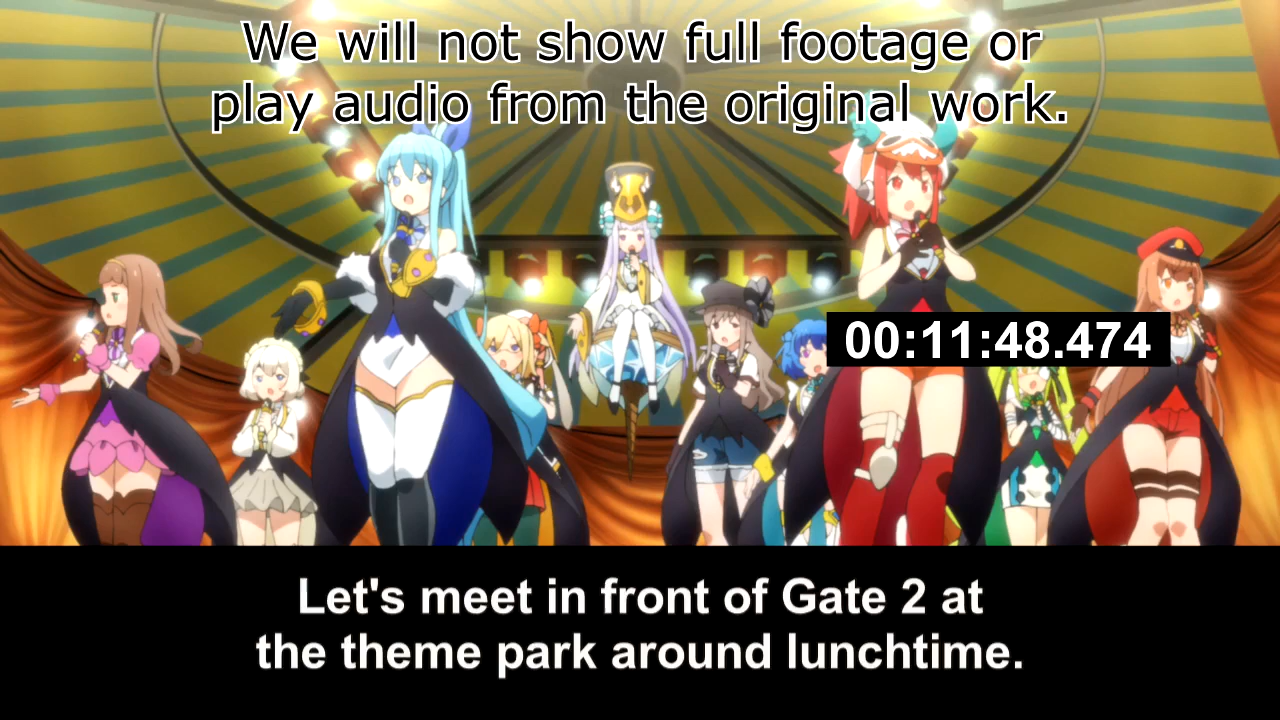 We will not show full footage or
play audio from the original work.
00:11:48.474
Let's meet in front of Gate 2 at
the theme park around lunchtime.